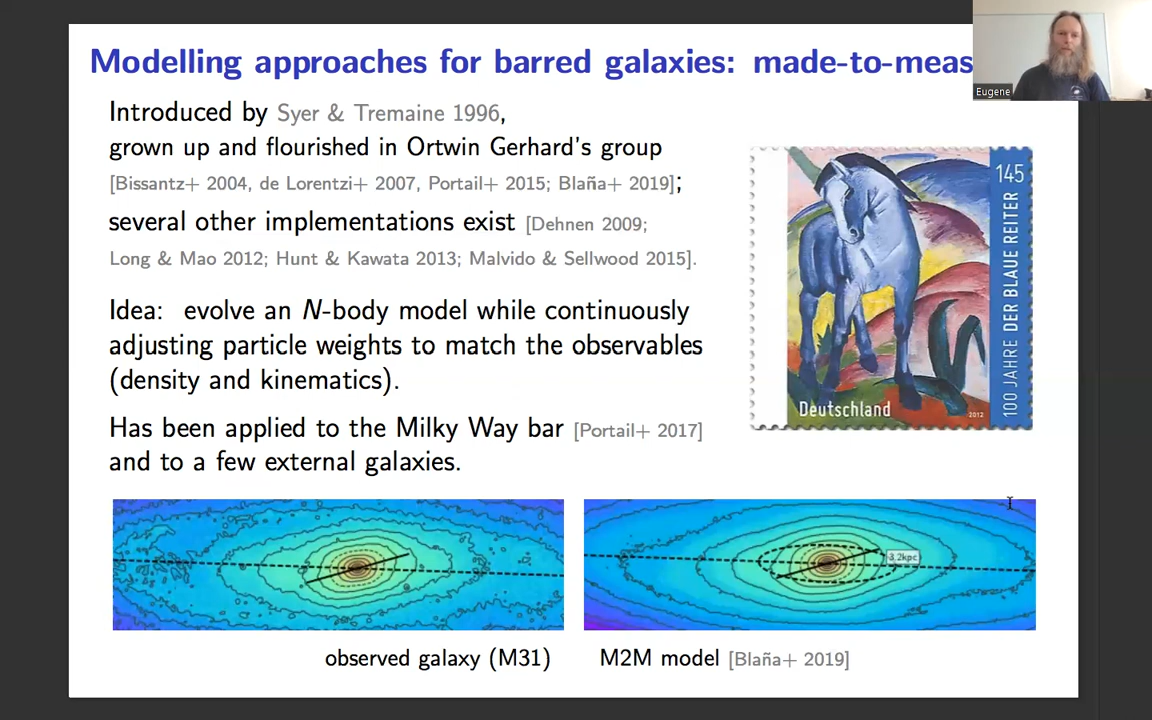 Modelling approaches for barred galaxies: made-to-meas
Eugene
Introduced by Syer & Tremaine 1996,
grown up and flourished in Ortwin Gerhard's group
[Bissantz+ 2004, de Lorentzi+ 2007, Portail+ 2015; Blaña+ 2019];
several other implementations exist [Dehnen 2009;
Long & Mao 2012; Hunt & Kawata 2013; Malvido & Sellwood 2015].
Idea: evolve an N-body model while continuously
adjusting particle weights to match the observables
(density and kinematics).
Has been applied to the Milky Way bar [Portail+ 2017]
and to a few external galaxies.
145
100 JAHRE DER BLAUE REITER
Deutschland
2012
3.2kpc
observed galaxy (M31)
M2M model [Blaña+ 2019]